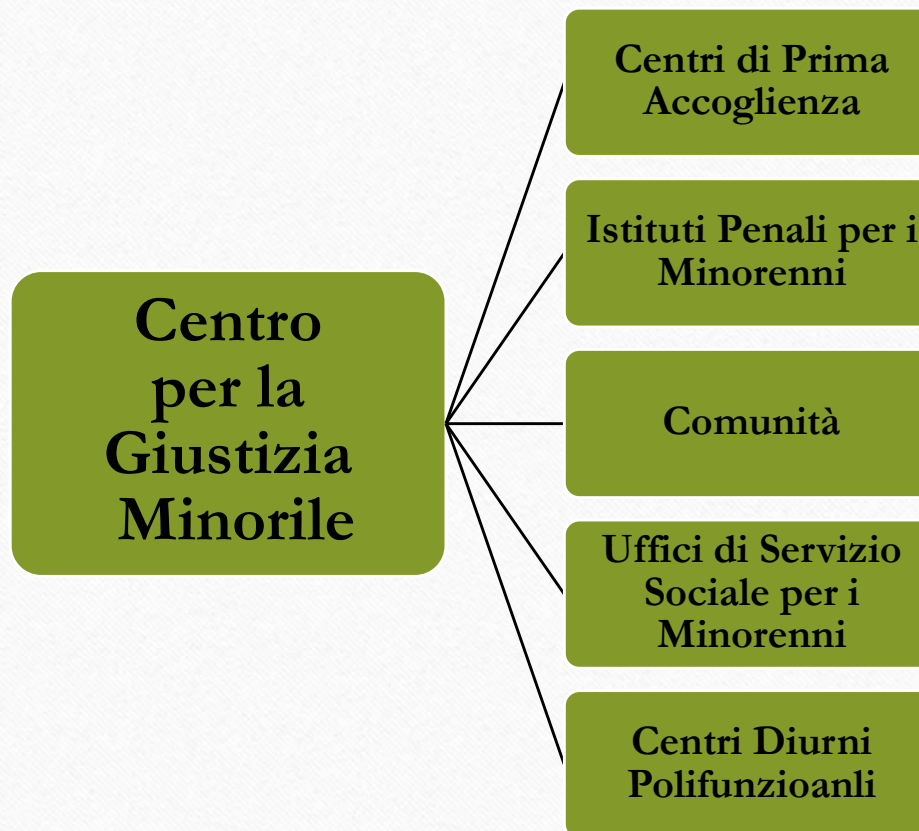 Centro
per la
Giustizia
Minorile
Centri di Prima
Accoglienza
Istituti Penali per i
Minorenni
Comunità
Uffici di Servizio
Sociale per i
Minorenni
Centri Diurni
Polifunzioanli